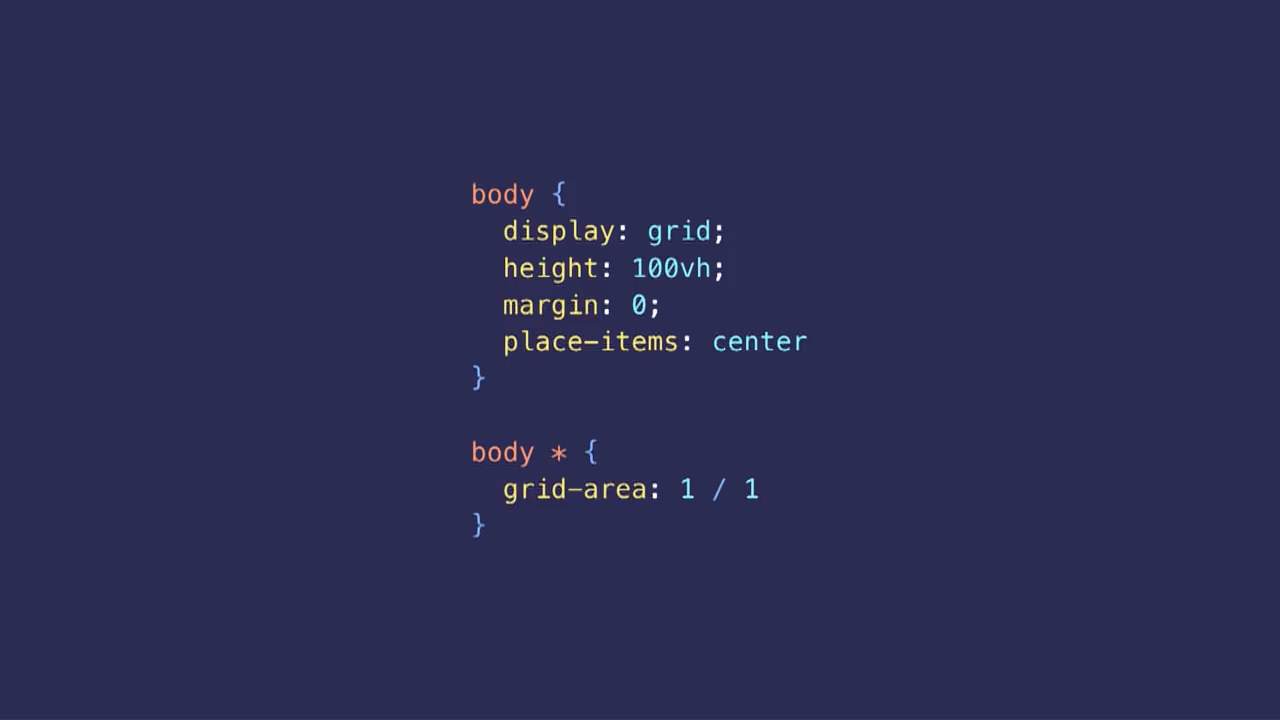 body {
  display: grid;
  height: 100vh;
  margin: 0;
  place-items: center
}
body * {
  grid-area: 1 / 1
}